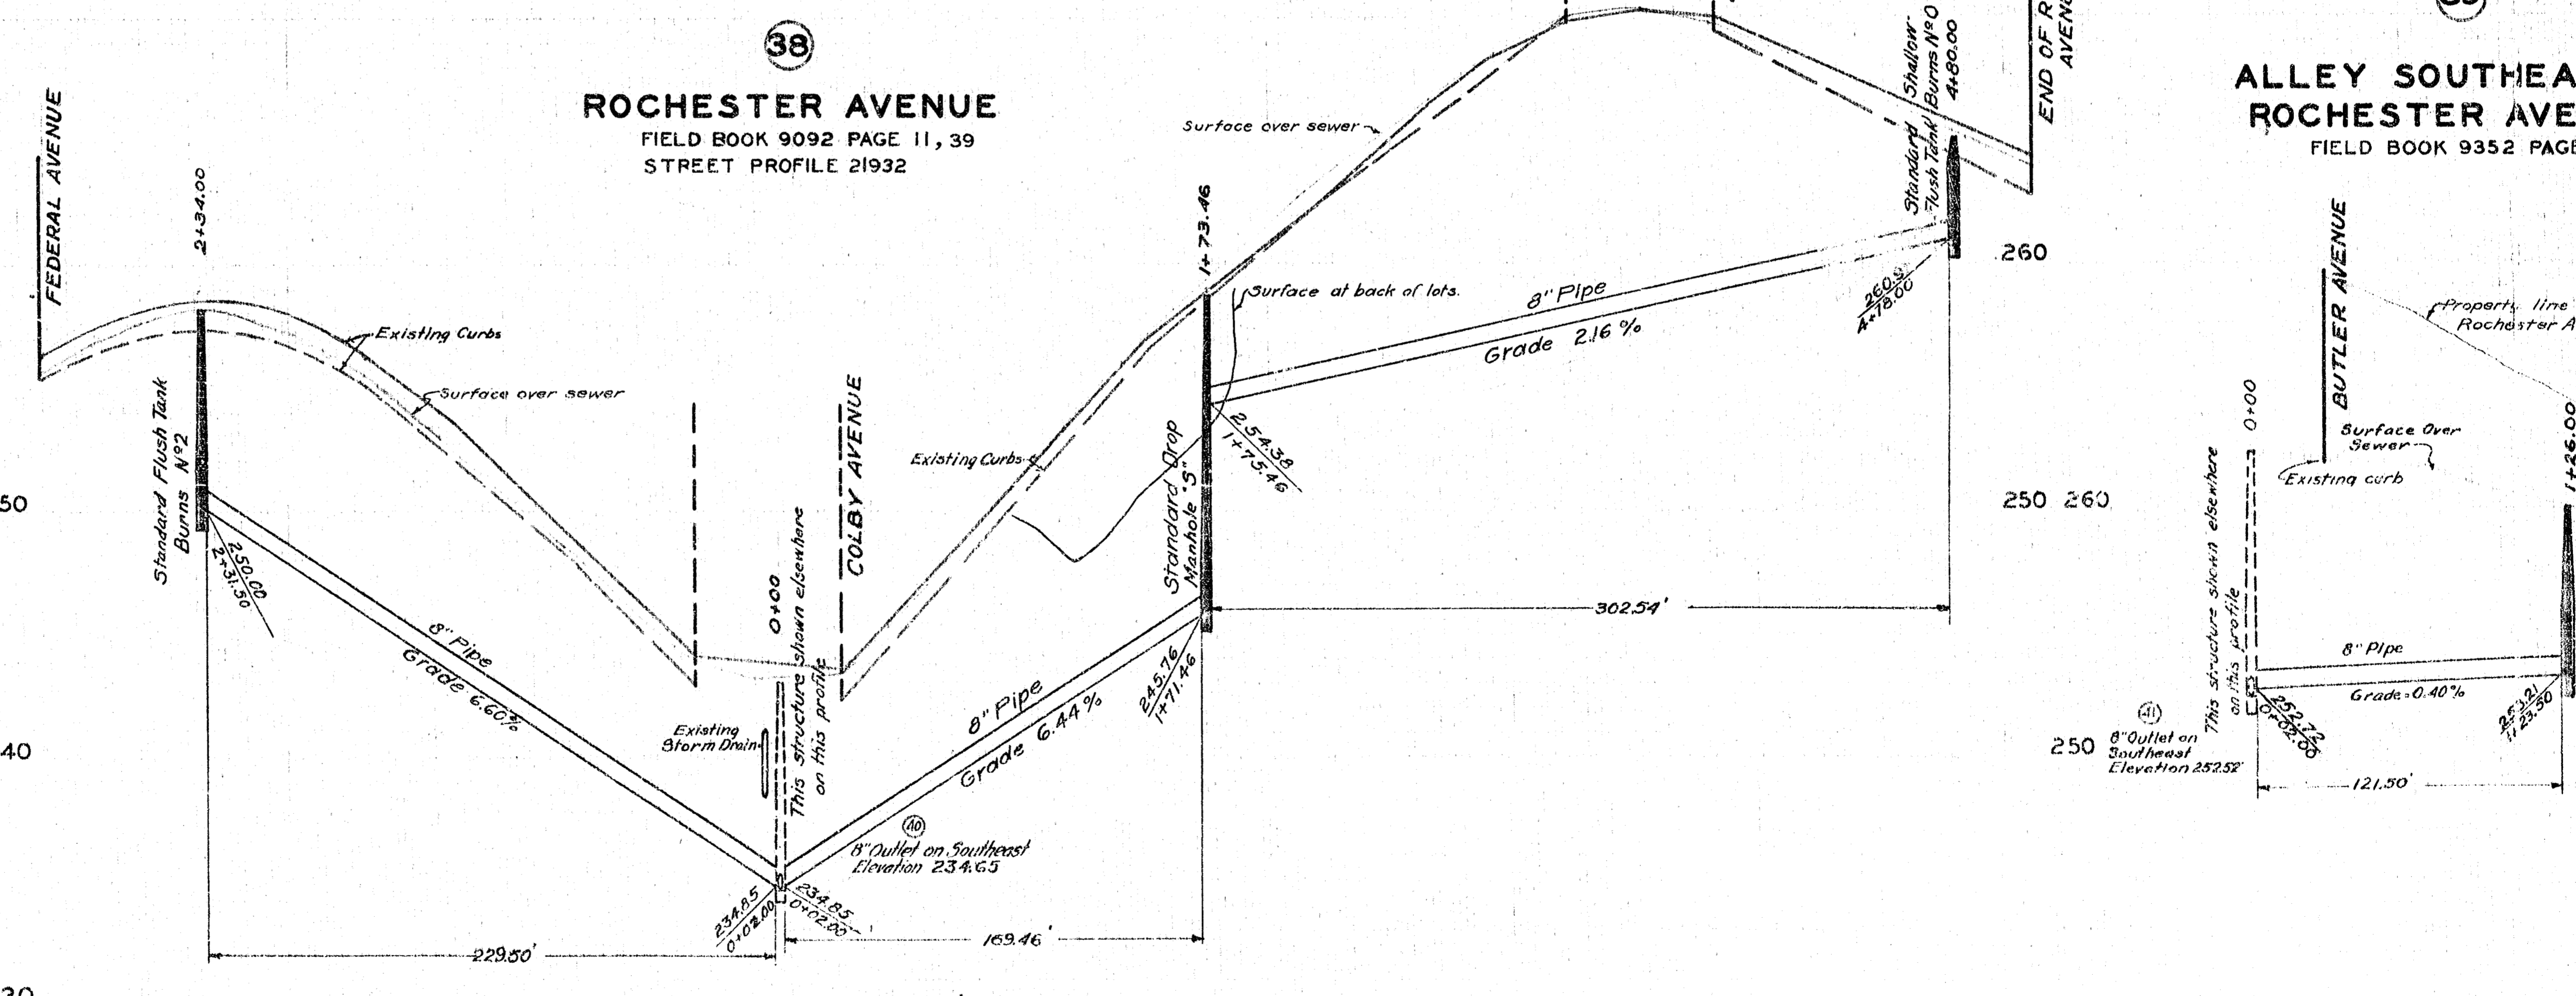 38
ROCHESTER AVENUE
FIELD BOOK 9092 PAGE 11, 39
STREET PROFILE 21932
FEDERAL AVENUE
2+34.00
Existing Curbs
Surface over sewer
Standard Flush Tank
Burns Nº2
250.00
2+31.50
8" Pipe
Grade 6.60%
229.50'
0+00
This structure shown elsewhere
on this profile
Existing
Storm Drain
COLBY AVENUE
234.85
0+02.00
234.85
0+02.00
40
8" Outlet on Southeast
Elevation 234.65
8" Pipe
Grade 6.44%
169.46'
Existing Curbs
245.76
1+71.46
Standard Drop
Manhole "S"
1+73.46
Surface over sewer
Surface at back of lots.
254.38
1+75.46
8" Pipe
Grade 2.16%
302.54'
4+78.00
Standard Shallow
Flush Tank Burns Nº0
4+80.00
END OF R
AVENU
260
250 260
250
50
40
30
ALLEY SOUTHEA
ROCHESTER AVE
FIELD BOOK 9352 PAGE
BUTLER AVENUE
Property line
Rochester A
0+00
This structure shown elsewhere
on this profile
Surface Over
Sewer
Existing curb
1+26.00
8" Pipe
Grade 0.40%
252.72
0+02.00
1+23.50
8" Outlet on
Southeast
Elevation 252.52'
121.50'